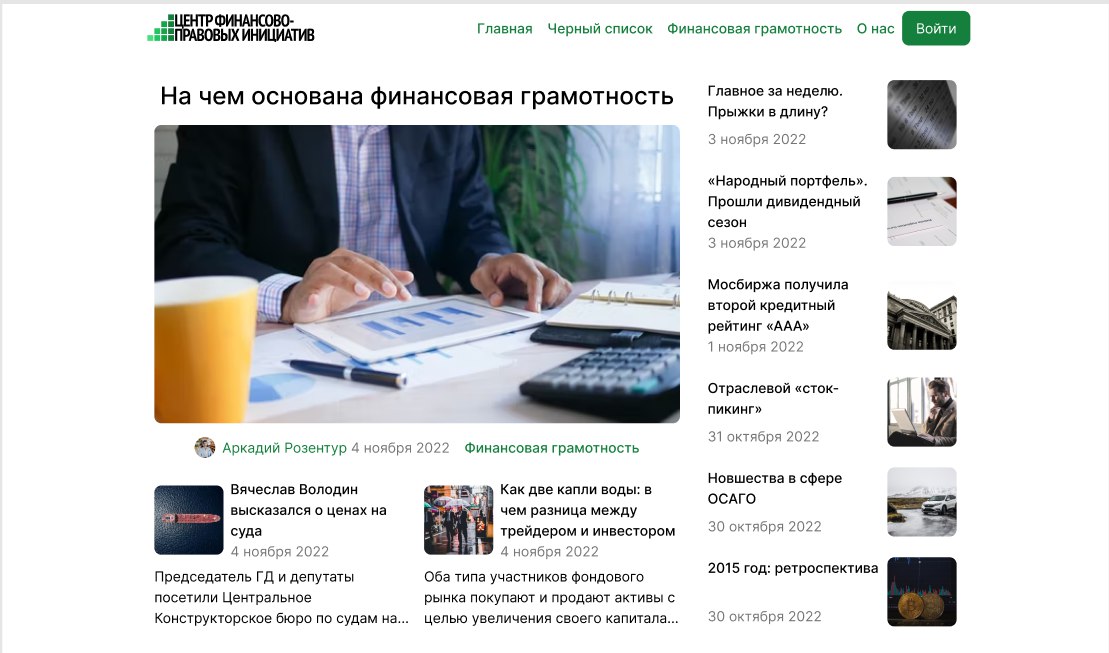 ЦЕНТР ФИНАНСОВО-
ПРАВОВЫХ ИНИЦИАТИВ
Главная Черный список Финансовая грамотность О нас Войти
На чем основана финансовая грамотность
Аркадий Розентур 4 ноября 2022 Финансовая грамотность
Вячеслав Володин
высказался о ценах на
суда
4 ноября 2022
Председатель ГД и депутаты
посетили Центральное
Конструкторское бюро по судам на...
Как две капли воды: в
чем разница между
трейдером и инвестором
4 ноября 2022
Оба типа участников фондового
рынка покупают и продают активы с
целью увеличения своего капитала...
Главное за неделю.
Прыжки в длину?
3 ноября 2022
«Народный портфель».
Прошли дивидендный
сезон
3 ноября 2022
Мосбиржа получила
второй кредитный
рейтинг «ААА»
1 ноября 2022
Отраслевой «сток-
пикинг»
31 октября 2022
Новшества в сфере
ОСАГО
30 октября 2022
2015 год: ретроспектива
30 октября 2022